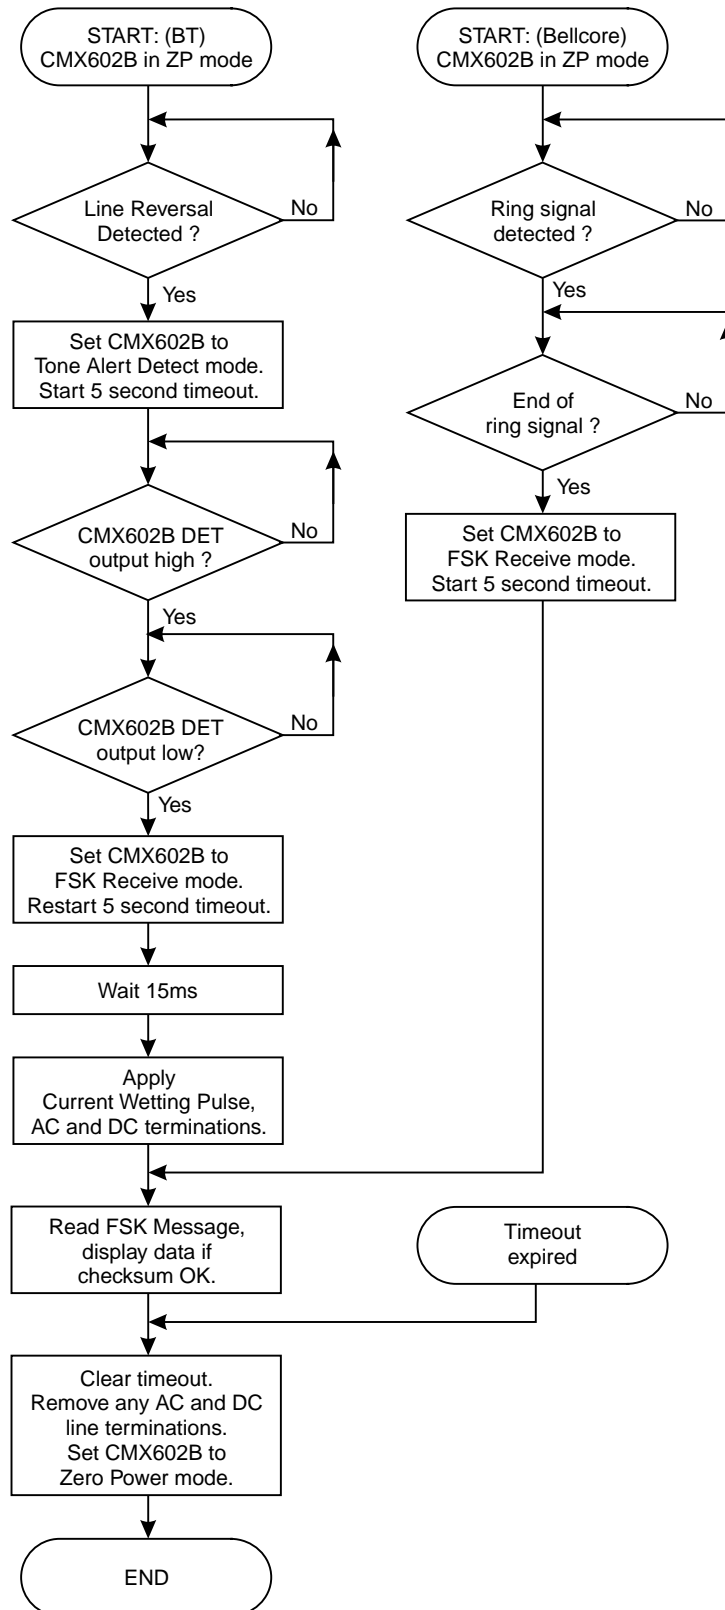 START: (BT)
CMX602B in ZP mode
Line Reversal
Detected ?
No
Yes
Set CMX602B to
Tone Alert Detect mode.
Start 5 second timeout.
CMX602B DET
output high ?
No
Yes
CMX602B DET
output low?
No
Yes
Set CMX602B to
FSK Receive mode.
Restart 5 second timeout.
Wait 15ms
Apply
Current Wetting Pulse,
AC and DC terminations.
START: (Bellcore)
CMX602B in ZP mode
Ring signal
detected ?
No
Yes
End of
ring signal ?
No
Yes
Set CMX602B to
FSK Receive mode.
Start 5 second timeout.
Read FSK Message,
display data if
checksum OK.
Timeout
expired
Clear timeout.
Remove any AC and DC
line terminations.
Set CMX602B to
Zero Power mode.
END